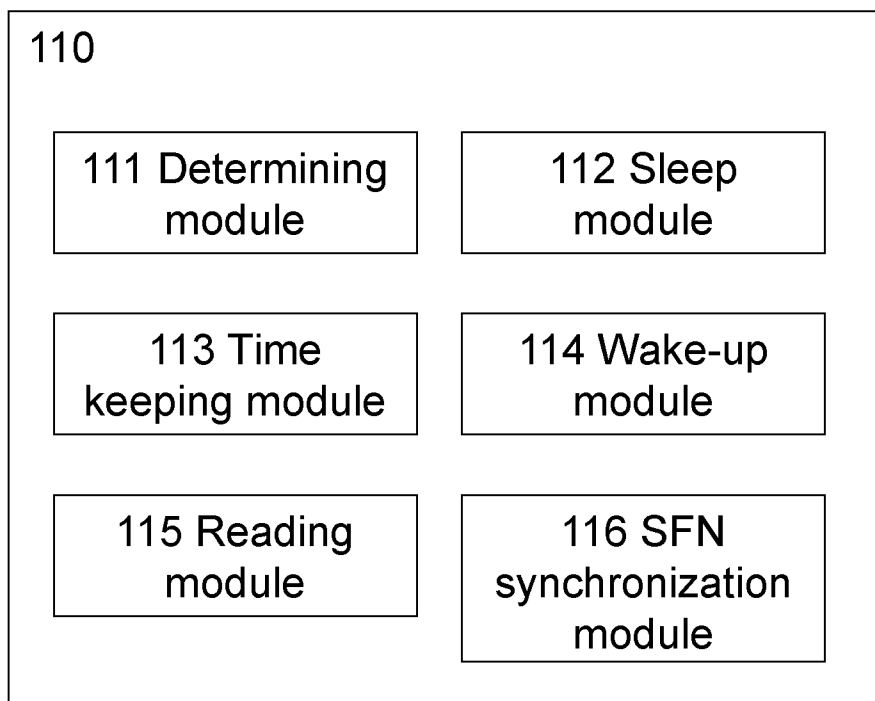 110
111 Determining
module
112 Sleep
module
113 Time
keeping module
114 Wake-up
module
115 Reading
module
116 SFN
synchronization
module